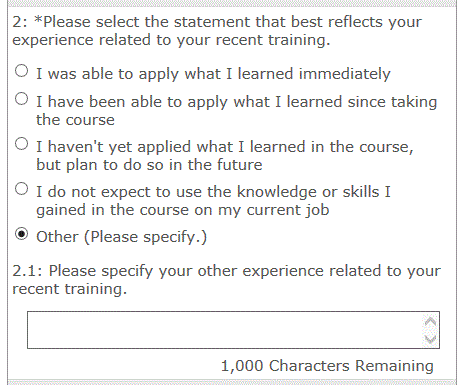 2: *Please select the statement that best reflects your
experience related to your recent training.
I was able to apply what I learned immediately
I have been able to apply what I learned since taking
the course
I haven't yet applied what I learned in the course,
but plan to do so in the future
I do not expect to use the knowledge or skills I
gained in the course on my current job
Other (Please specify.)
2.1: Please specify your other experience related to your
recent training.
1,000 Characters Remaining